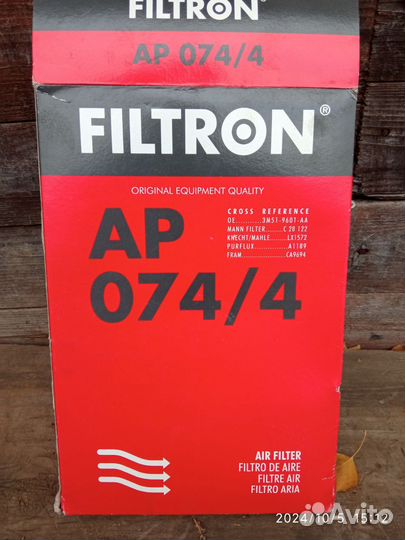 FILTRON®
AP 074/4
FILTRON®
ORIGINAL EQUIPMENT QUALITY
CROSS REFERENCE
OE..............3M51-9601-AA
MANN FILTER.......C 28 122
KNECHT/MAHLE.......LX1572
PURFLUX...........A1189
FRAM.............CA9694
AP
074/4
AIR FILTER
FILTRO DE AIRE
FILTRE AIR
FILTRO ARIA
Avito
2024/10/5 15:12